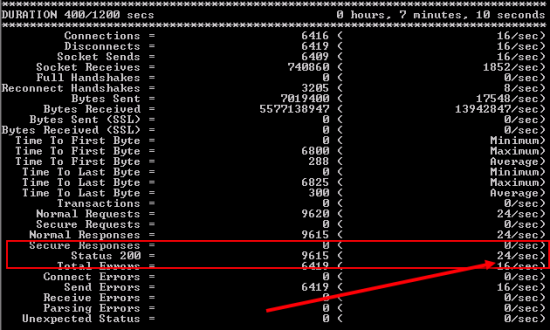 DURATION 400/1200 secs 0 hours, 7 minutes, 10 seconds
Connections = 6416 ( 16/sec)
Disconnects = 6419 ( 16/sec)
Socket Sends = 6409 ( 16/sec)
Socket Receives = 740860 ( 1852/sec)
Full Handshakes = 0 ( 0/sec)
Reconnect Handshakes = 3205 ( 8/sec)
Bytes Sent = 7019400 ( 17548/sec)
Bytes Received = 5577138947 ( 13942847/sec)
Bytes Sent (SSL) = 0 ( 0/sec)
Bytes Received (SSL) = 0 ( 0/sec)
Time To First Byte = 0 ( Minimum)
Time To First Byte = 6800 ( Maximum)
Time To First Byte = 288 ( Average)
Time To Last Byte = 0 ( Minimum)
Time To Last Byte = 6825 ( Maximum)
Time To Last Byte = 300 ( Average)
Transactions = 0 ( 0/sec)
Normal Requests = 9620 ( 24/sec)
Secure Requests = 0 ( 0/sec)
Normal Responses = 9615 ( 24/sec)
Secure Responses = 0 ( 0/sec)
Status 200 = 9615 ( 24/sec)
Total Errors = 6419 ( 16/sec)
Connect Errors = 0 ( 0/sec)
Send Errors = 6419 ( 16/sec)
Receive Errors = 0 ( 0/sec)
Parsing Errors = 0 ( 0/sec)
Unexpected Status = 0 ( 0/sec)